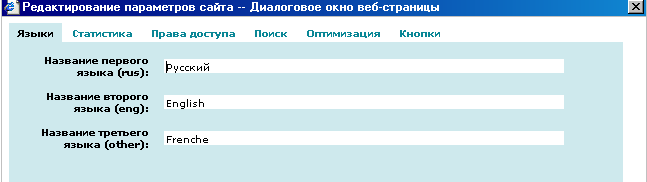 Редактирование параметров сайта -- Диалоговое окно веб-страницы
Языки Статистика Права доступа Поиск Оптимизация Кнопки
Название первого
языка (rus):
Русский
Название второго
языка (eng):
English
Название третьего
языка (other):
Frenche